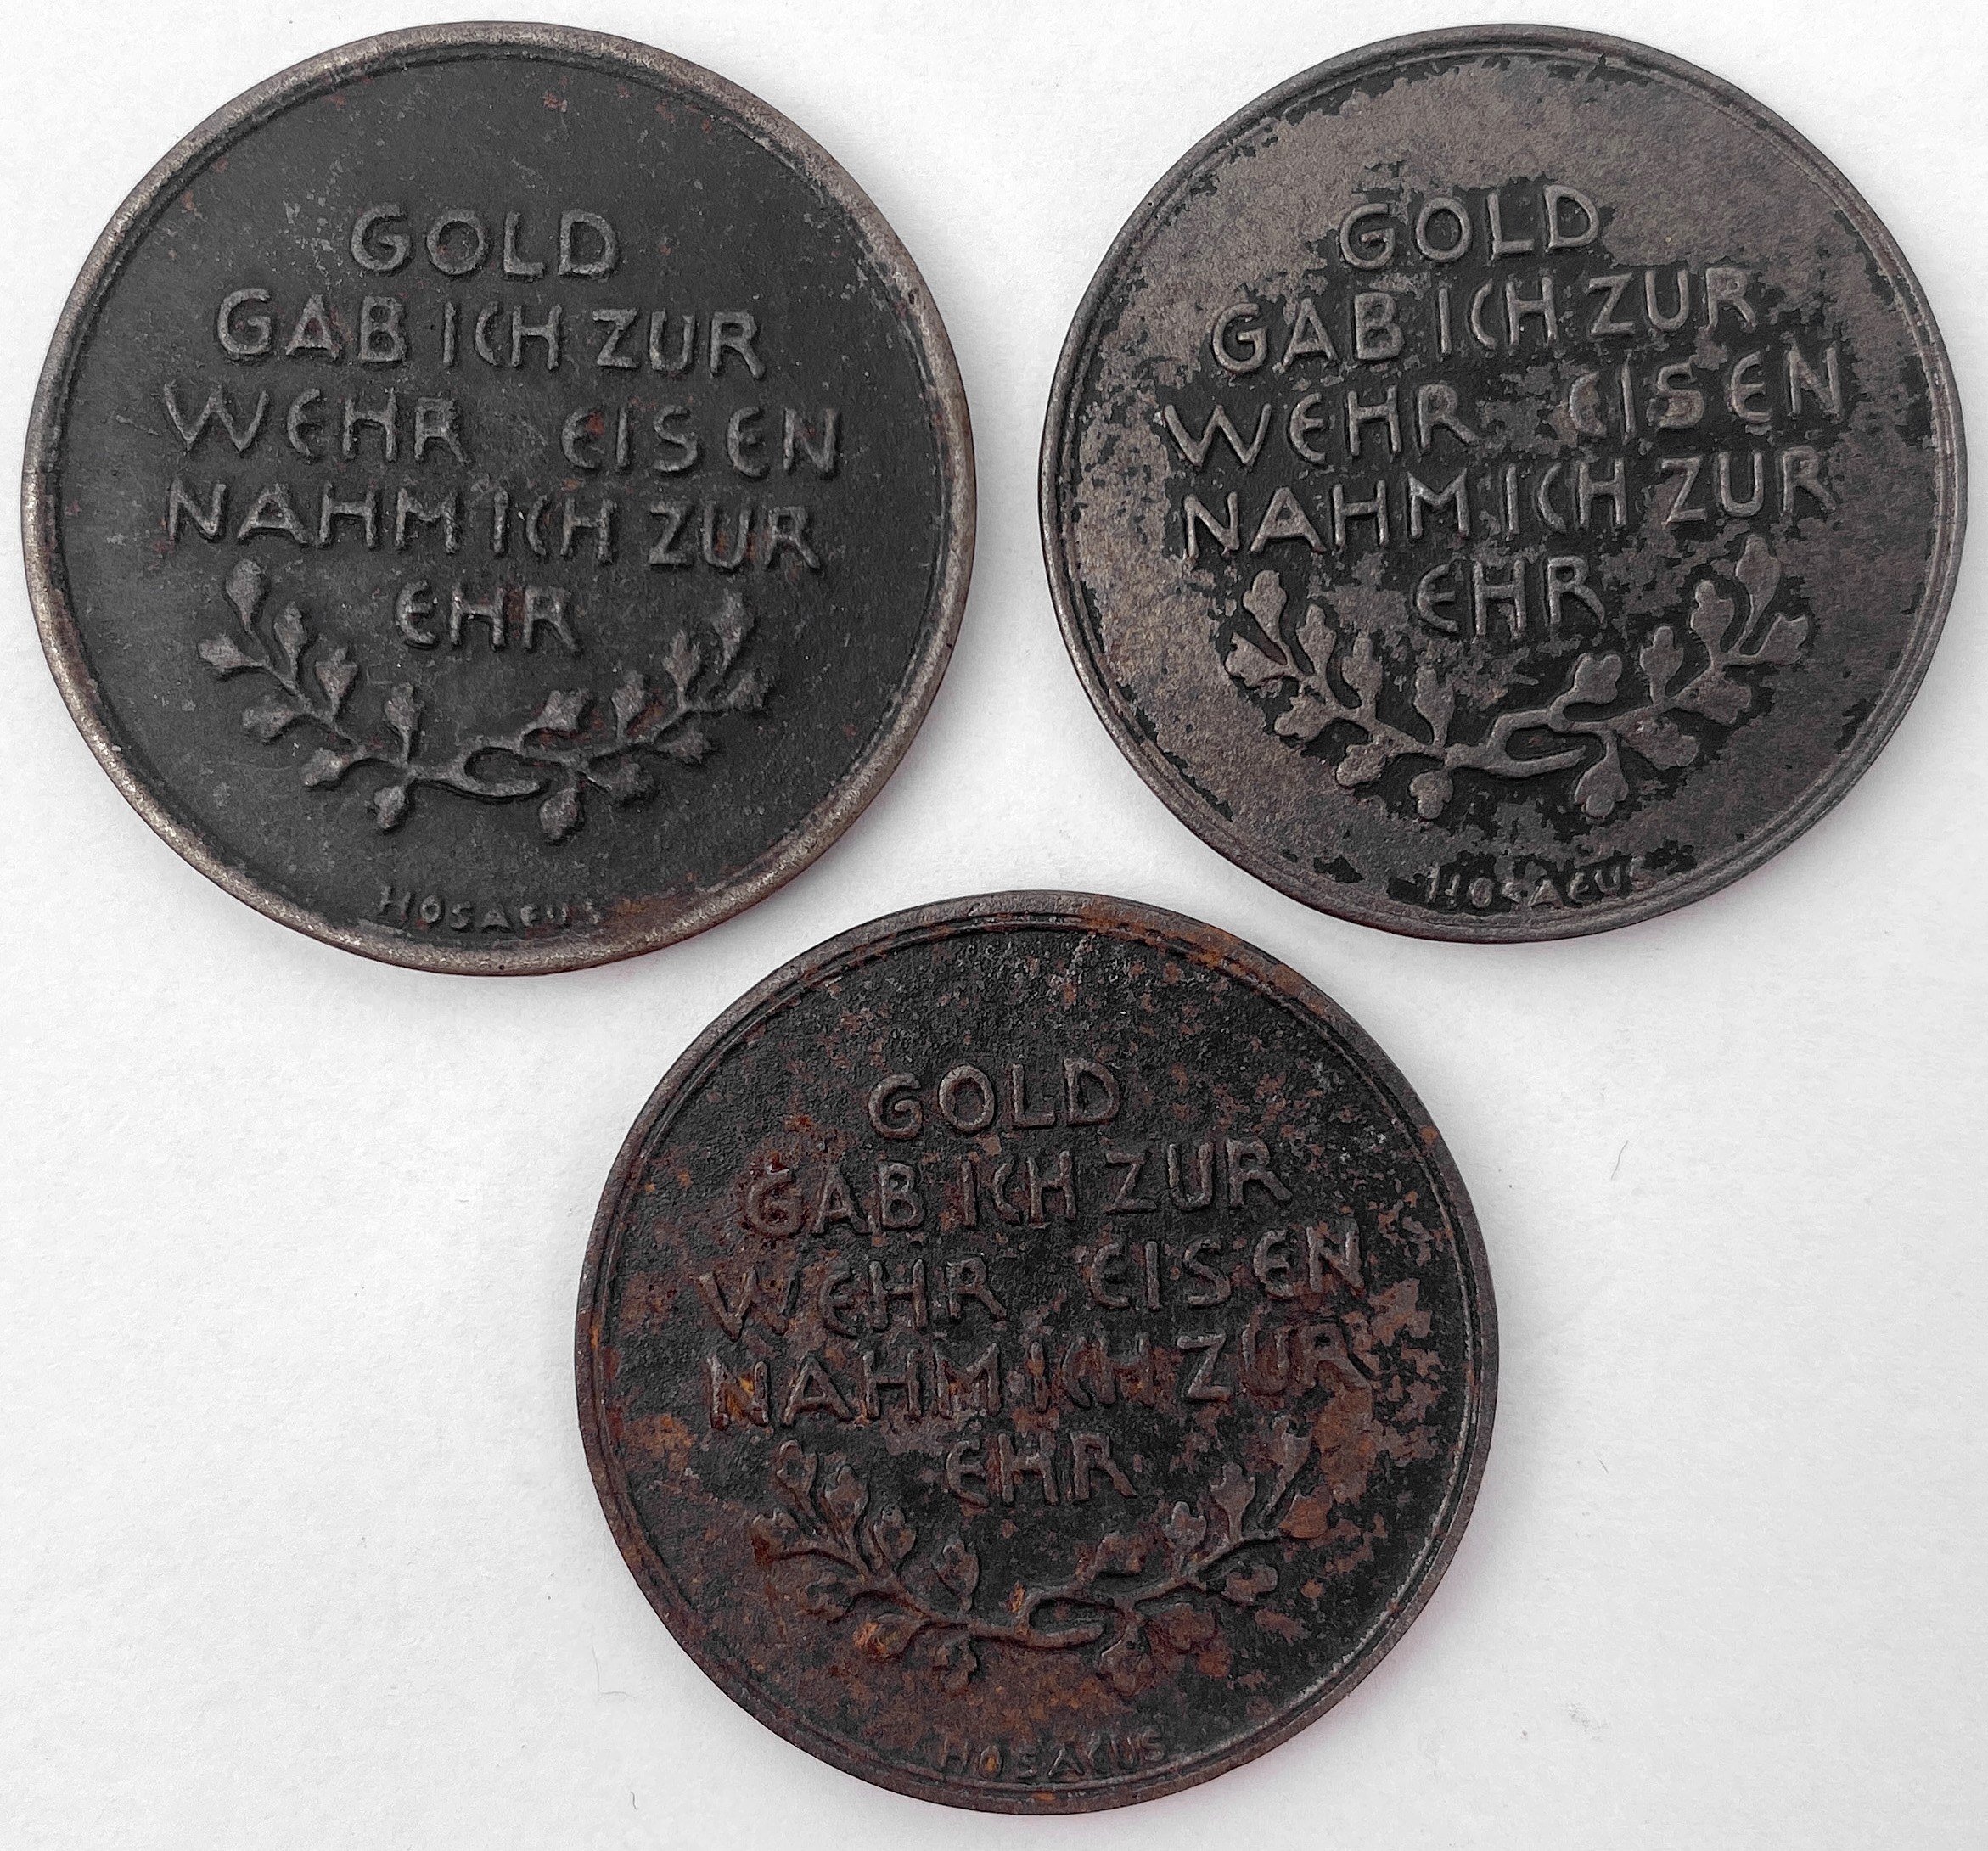 GOLD
GAB ICH ZUR
WEHR EISEN
NAHM ICH ZUR
EHR
HOSAEUS
GOLD
GAB ICH ZUR
WEHR EISEN
NAHM ICH ZUR
EHR
HOSAEUS
GOLD
GAB ICH ZUR
WEHR EISEN
NAHM ICH ZUR
EHR
HOSAEUS